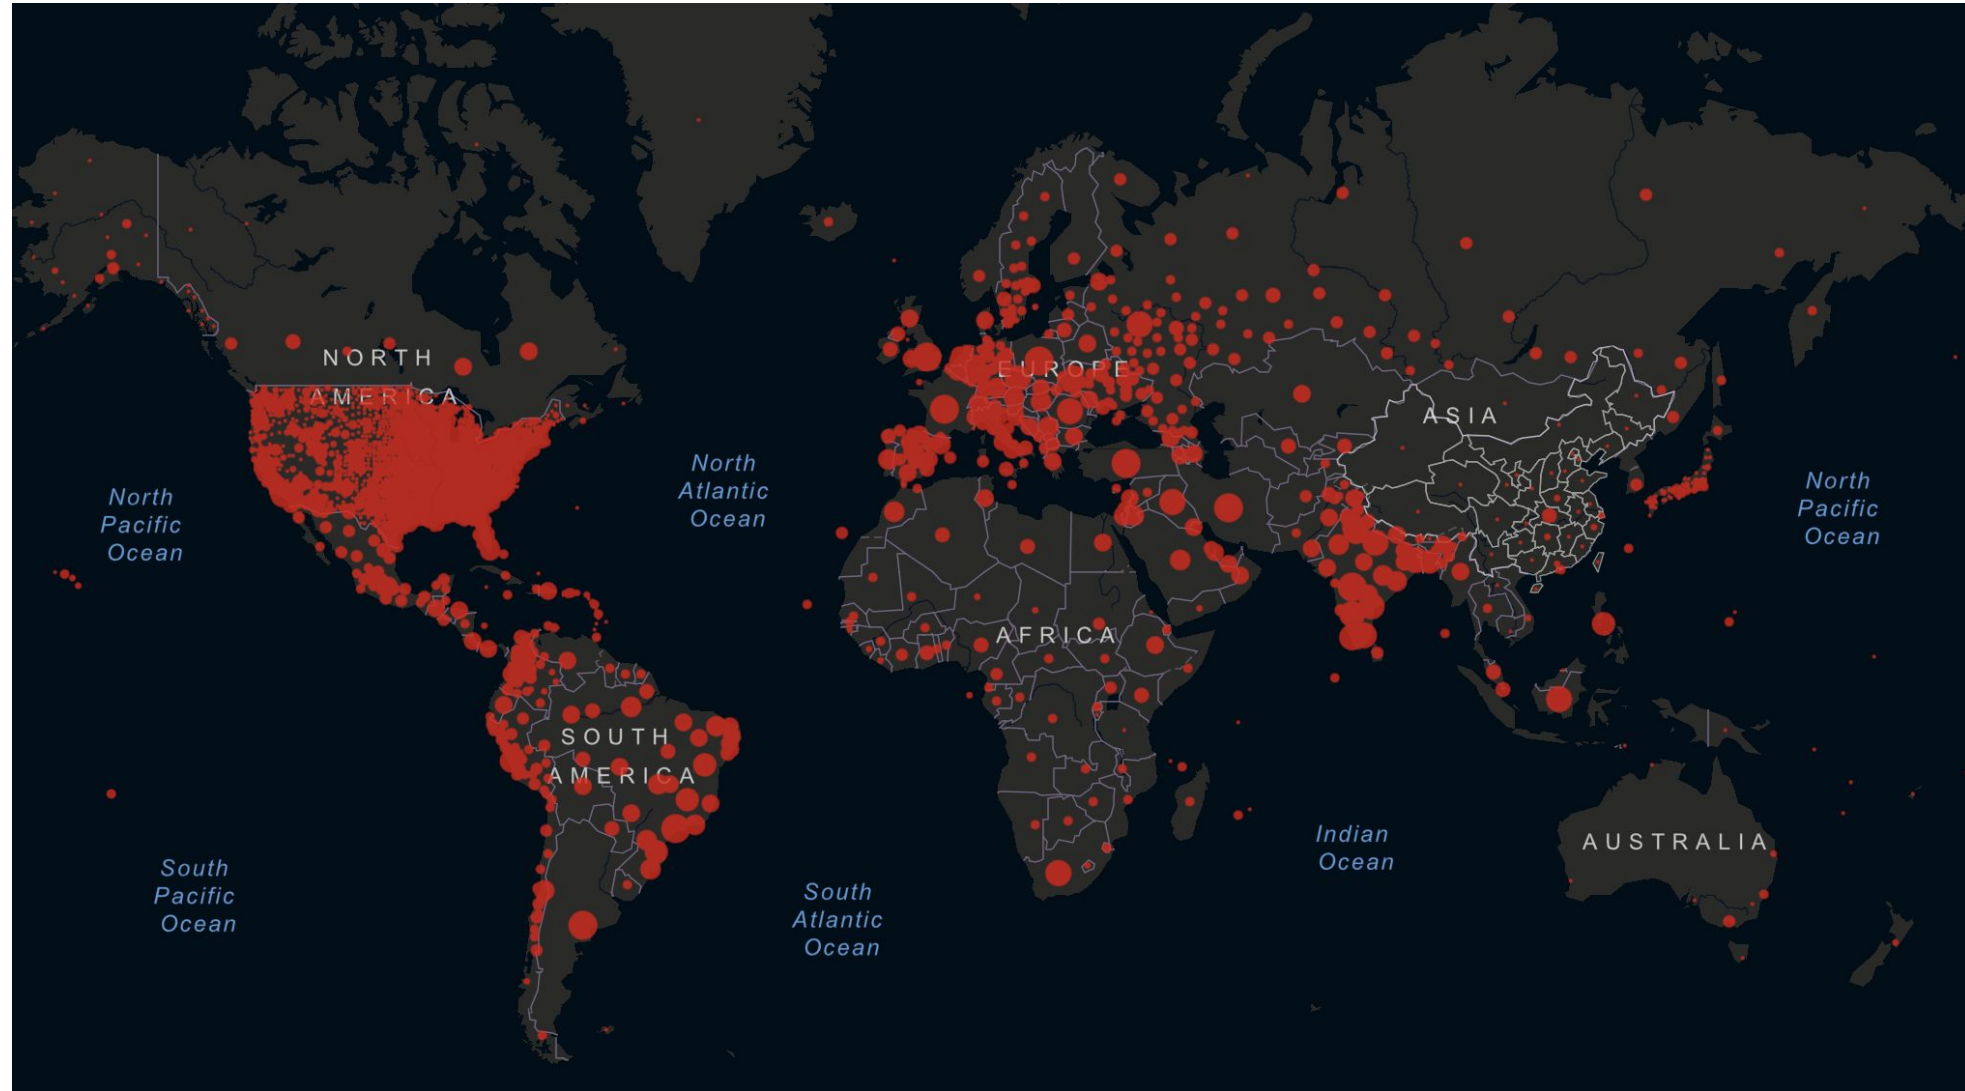 NORTH
AMERICA
EUROPE
ASIA
North
Atlantic
Ocean
North
Pacific
Ocean
North
Pacific
Ocean
AFRICA
SOUTH
AMERICA
Indian
Ocean
AUSTRALIA
South
Pacific
Ocean
South
Atlantic
Ocean